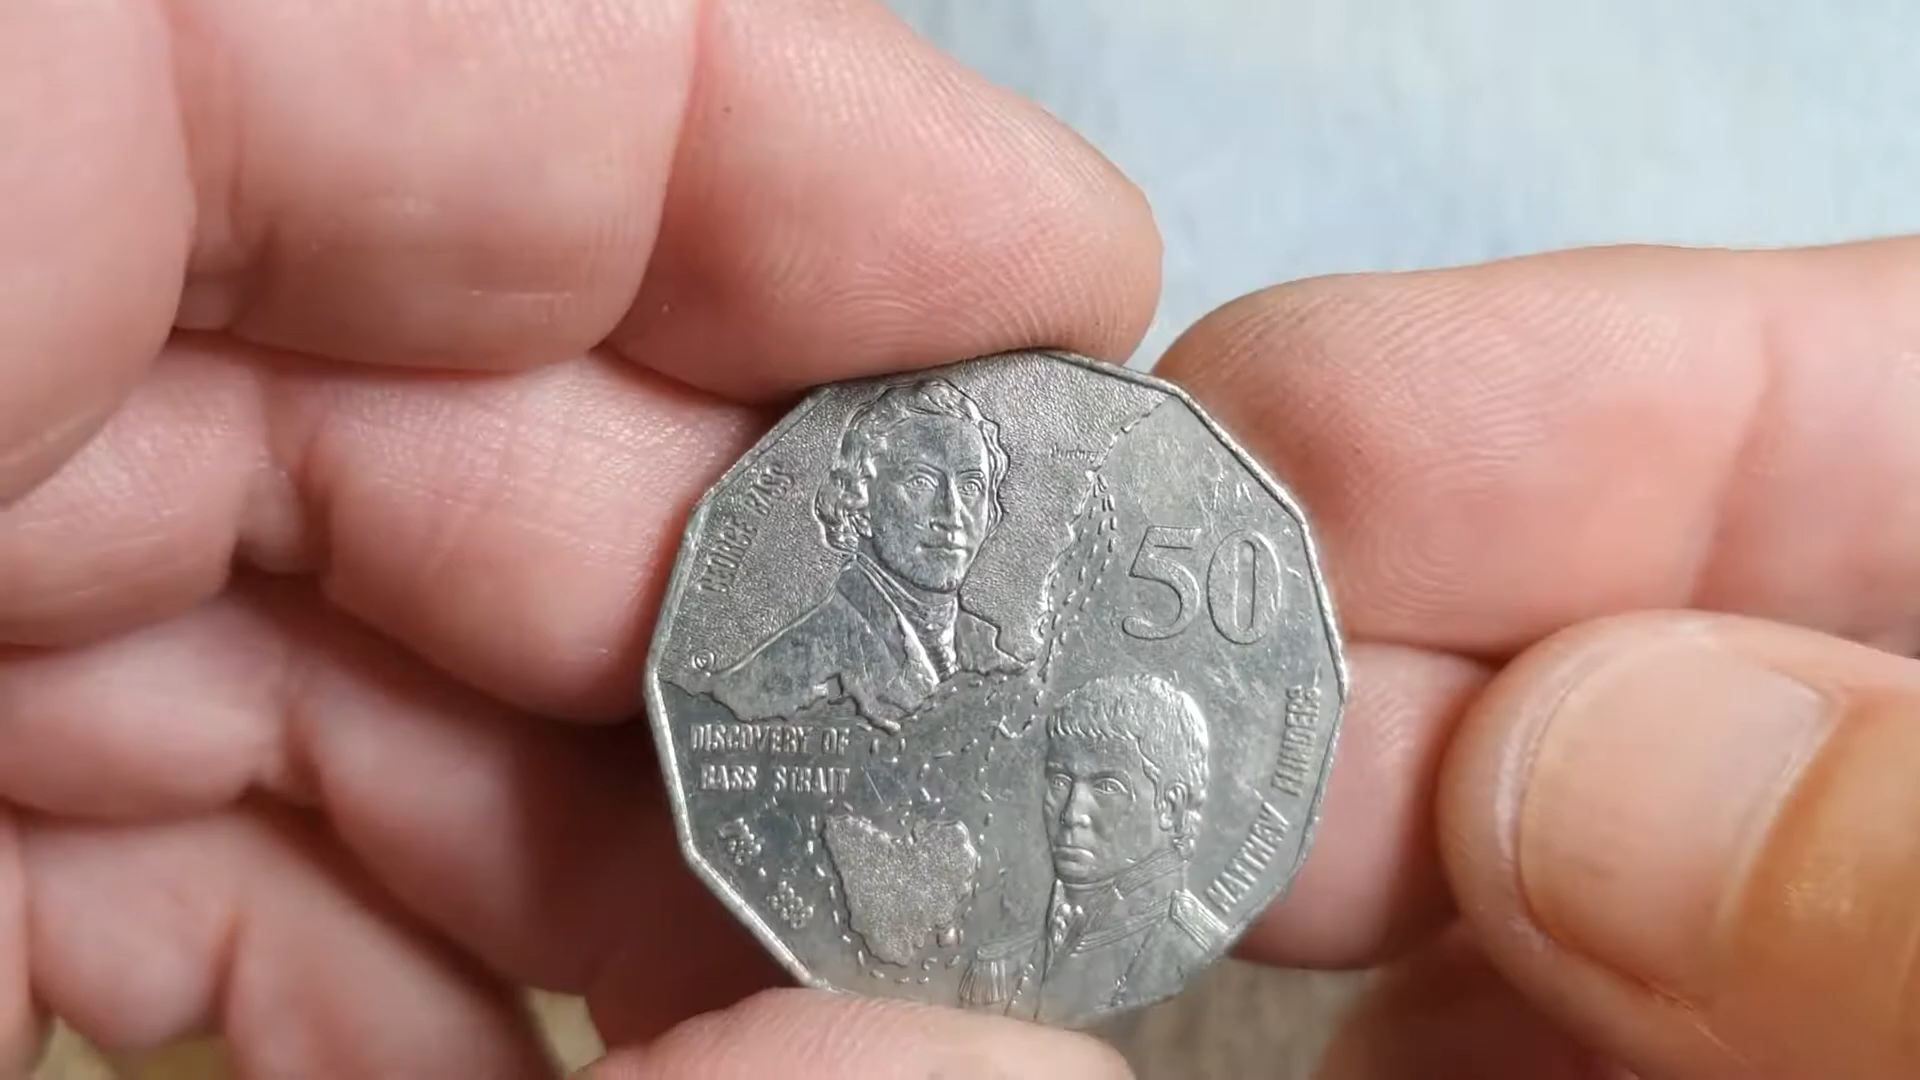 GEORGE BASS
50
©
DISCOVERY OF
BASS STRAIT
MATTHEW FLINDERS